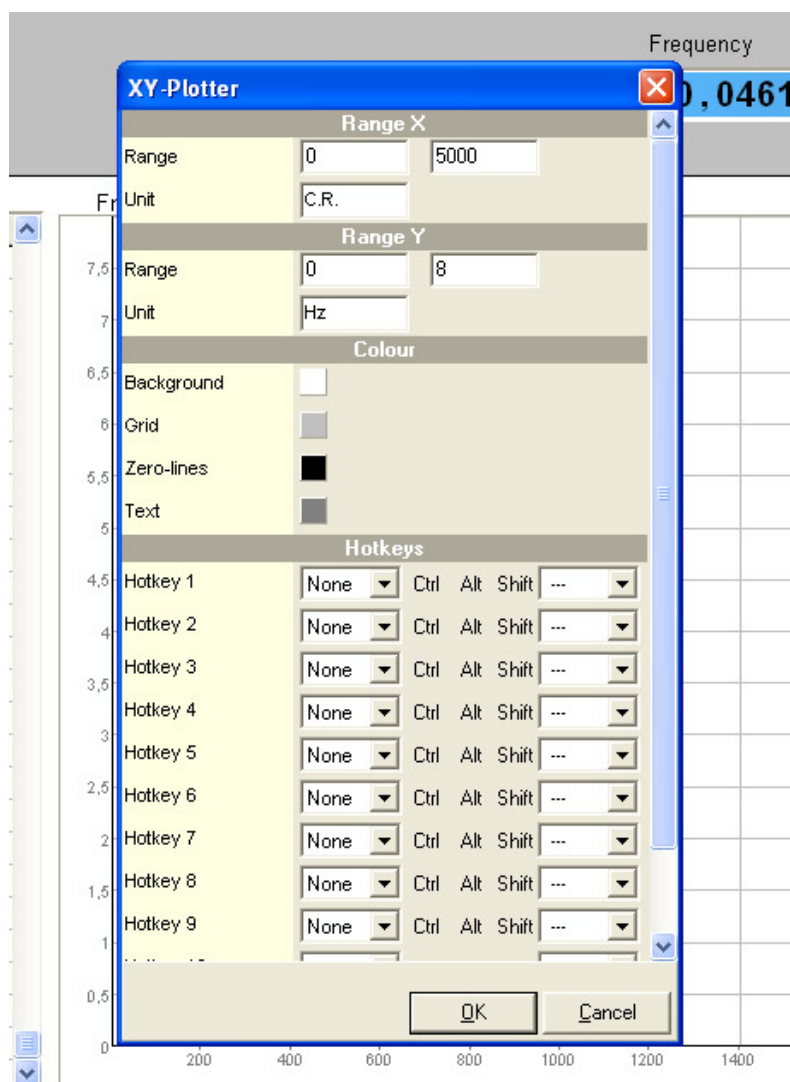 Frequency
XY-Plotter
,0461
Range X
Range 0 5000
Fr
Unit C.R.
Range Y
7,5
Range 0 8
7
Unit Hz
Colour
6,5
Background
6
Grid
5,5
Zero-lines
5
Text
Hotkeys
4,5
Hotkey 1 None Ctrl Alt Shift ---
4
Hotkey 2 None Ctrl Alt Shift ---
3,5
Hotkey 3 None Ctrl Alt Shift ---
3
Hotkey 4 None Ctrl Alt Shift ---
Hotkey 5 None Ctrl Alt Shift ---
2,5
Hotkey 6 None Ctrl Alt Shift ---
2
Hotkey 7 None Ctrl Alt Shift ---
1,5
Hotkey 8 None Ctrl Alt Shift ---
1
Hotkey 9 None Ctrl Alt Shift ---
0,5
OK Cancel
0
200 400 600 800 1000 1200 1400